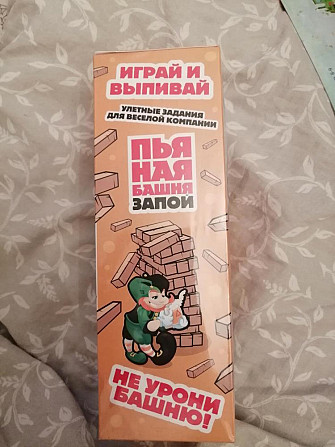 ИГРАЙ И
ВЫПИВАЙ
УЛЕТНЫЕ ЗАДАНИЯ
ДЛЯ ВЕСЕЛОЙ КОМПАНИИ
ПЬЯ
НАЯ
БАШНЯ
ЗАПОЙ
НЕ УРОНИ
БАШНЮ!